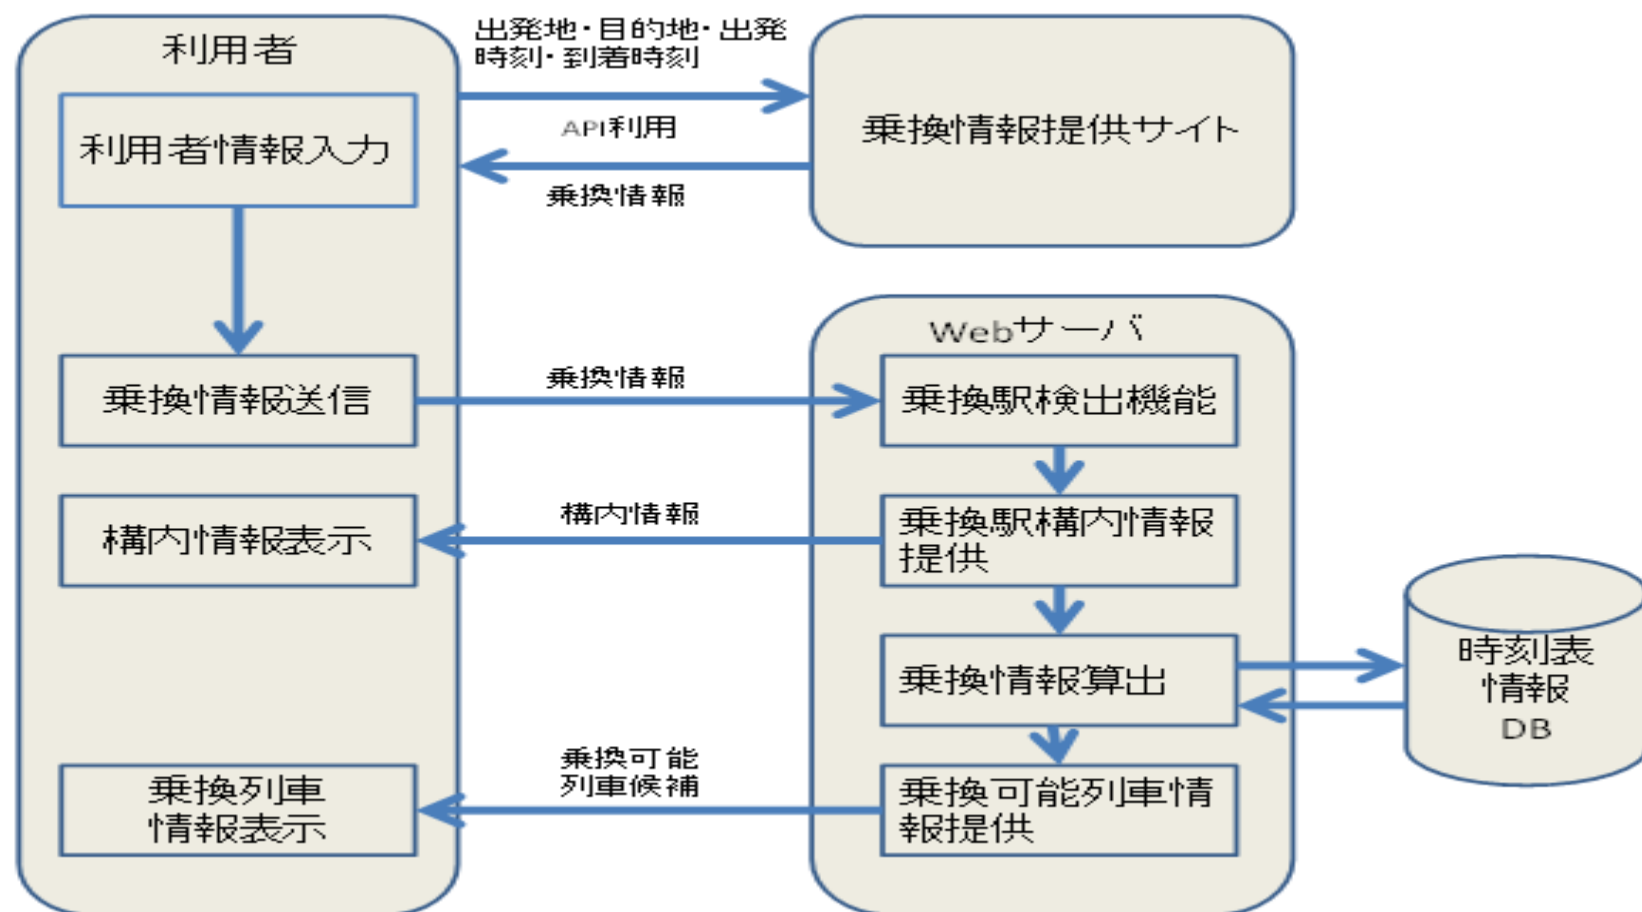 利用者
出発地・目的地・出発
時刻・到着時刻
利用者情報入力
API利用
乗換情報提供サイト
乗換情報
Webサーバ
乗換情報送信
乗換情報
乗換駅検出機能
構内情報表示
構内情報
乗換駅構内情報
提供
乗換情報算出
時刻表
情報
DB
乗換列車
情報表示
乗換可能
列車候補
乗換可能列車情
報提供